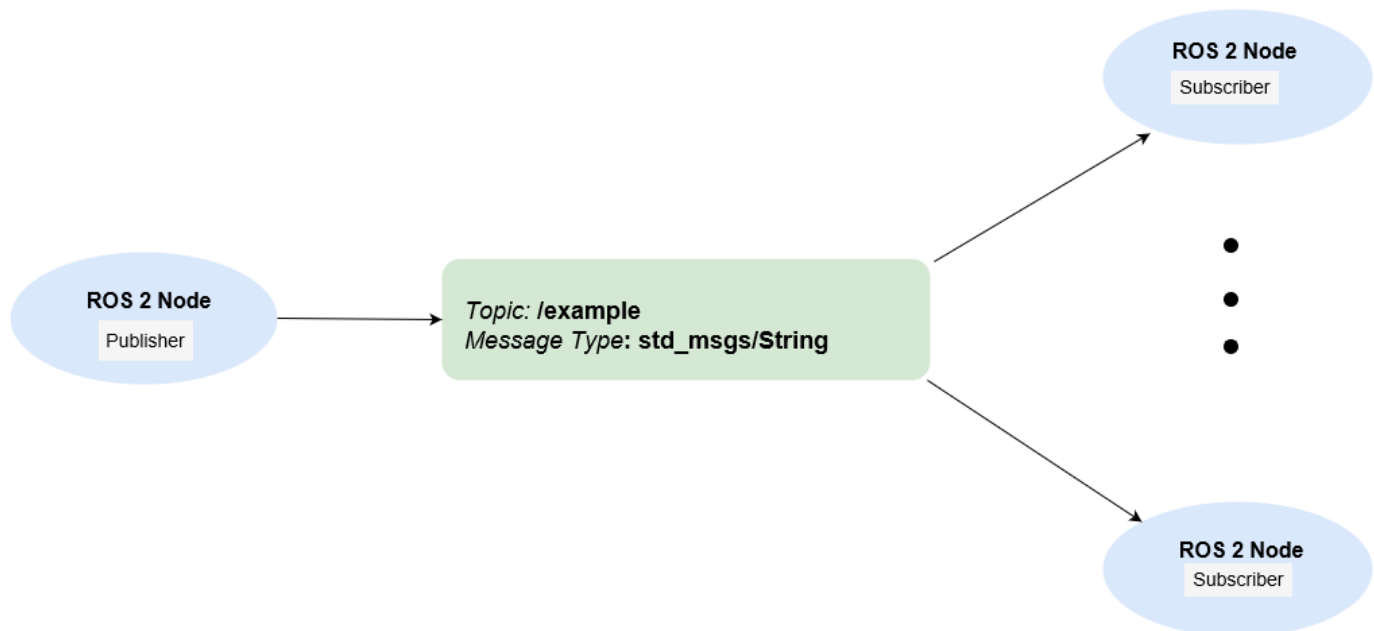 ROS 2 Node
Subscriber
ROS 2 Node
Publisher
Topic: /example
Message Type: std_msgs/String
ROS 2 Node
Subscriber